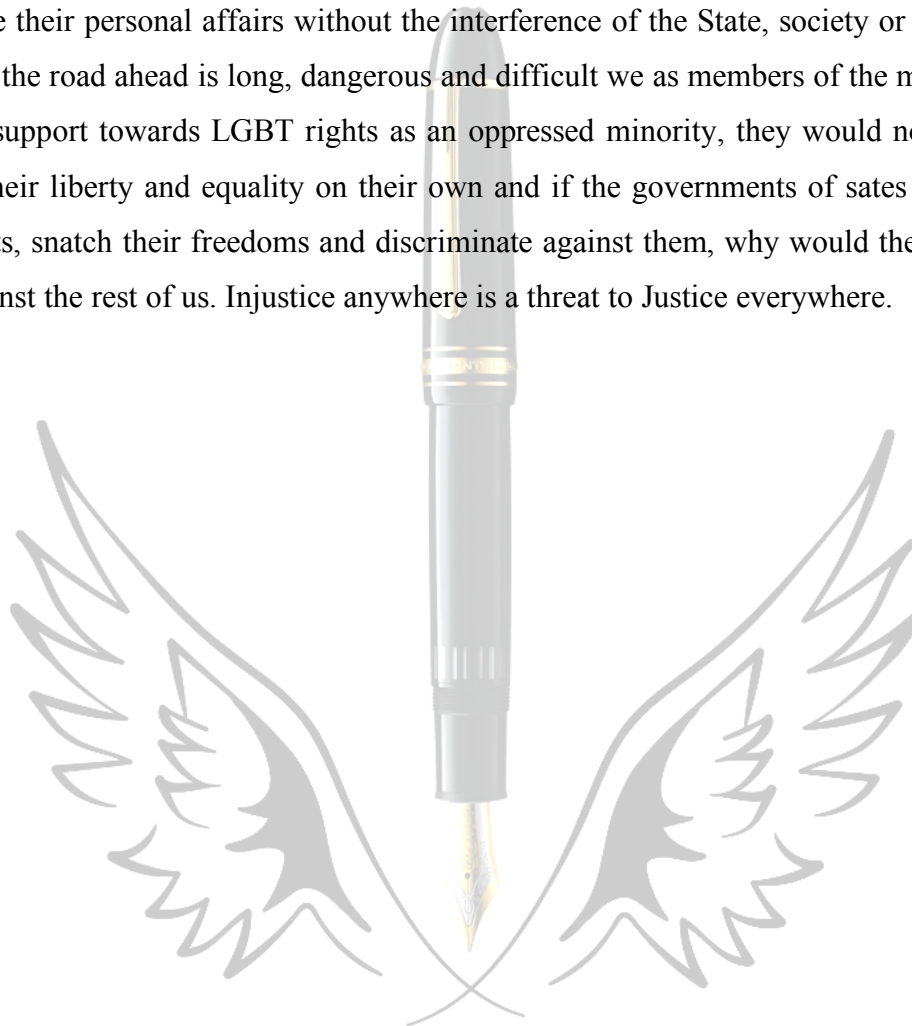 their personal affairs without the interference of the State, society or
the road ahead is long, dangerous and difficult we as members of the
support towards LGBT rights as an oppressed minority, they would
liberty and equality on their own and if the governments of sates
snatch their freedoms and discriminate against them, why would
the rest of us. Injustice anywhere is a threat to Justice everywhere.